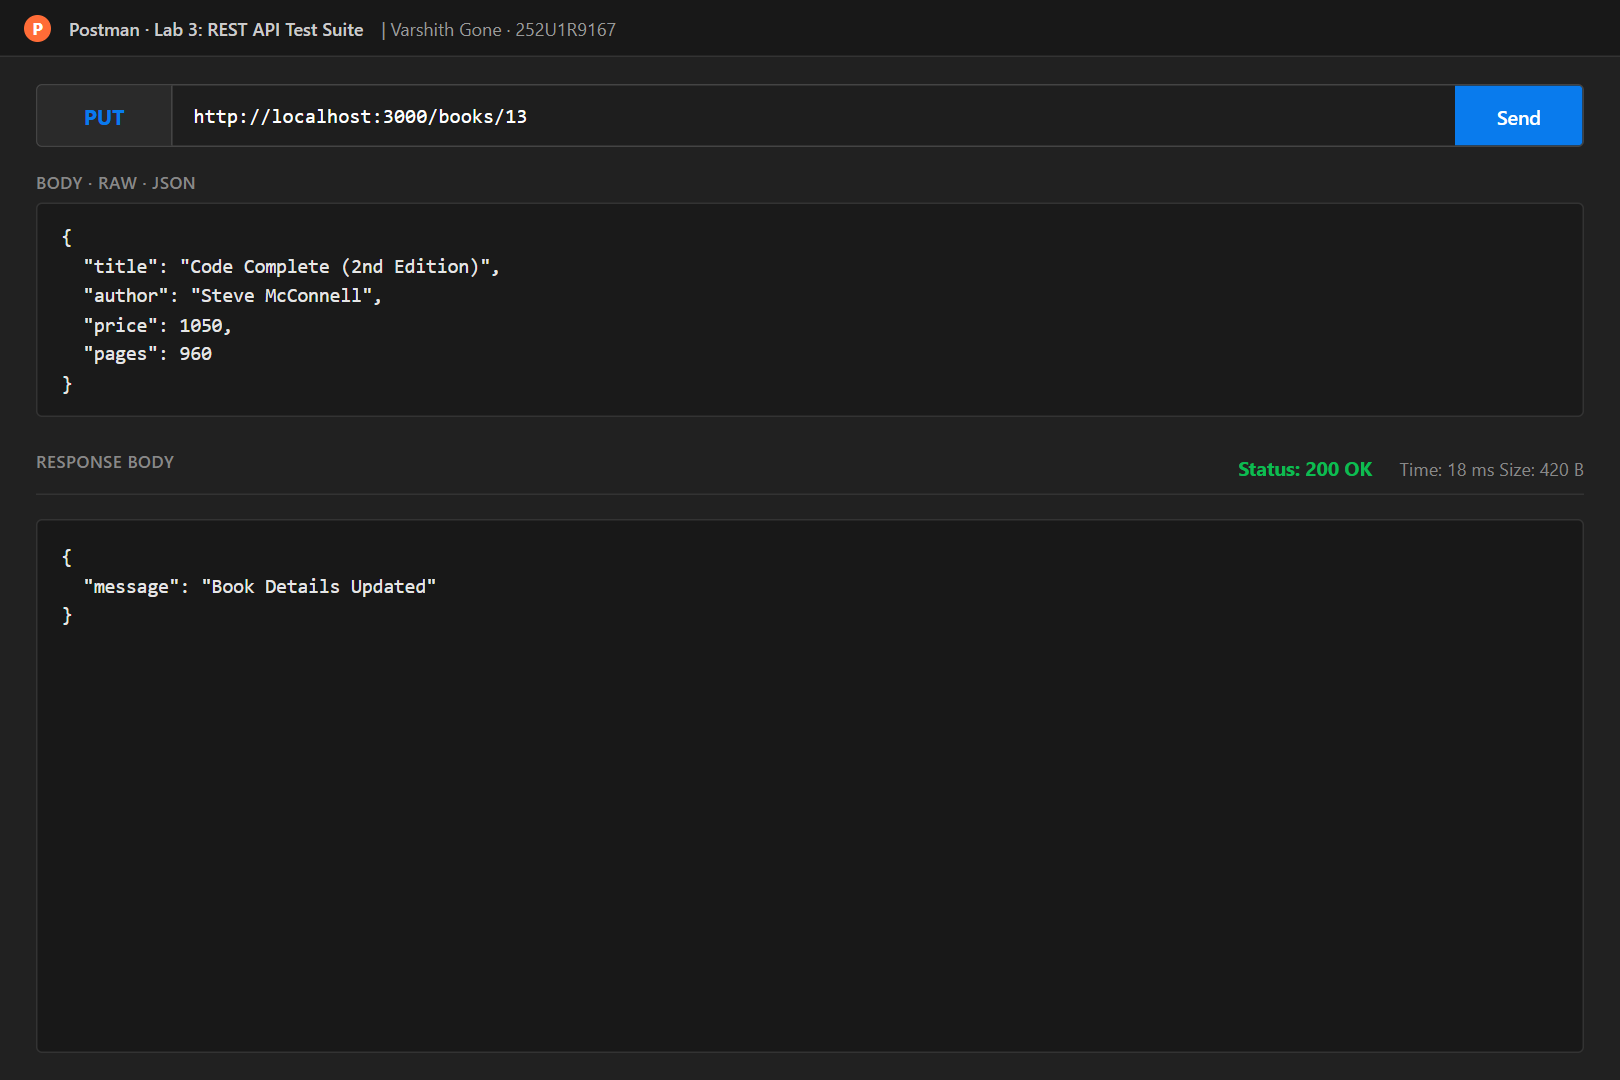 P Postman · Lab 3: REST API Test Suite | Varshith Gone · 252U1R9167
PUT http://localhost:3000/books/13 Send
BODY · RAW · JSON
{
  "title": "Code Complete (2nd Edition)",
  "author": "Steve McConnell",
  "price": 1050,
  "pages": 960
}
RESPONSE BODY Status: 200 OK Time: 18 ms Size: 420 B
{
  "message": "Book Details Updated"
}